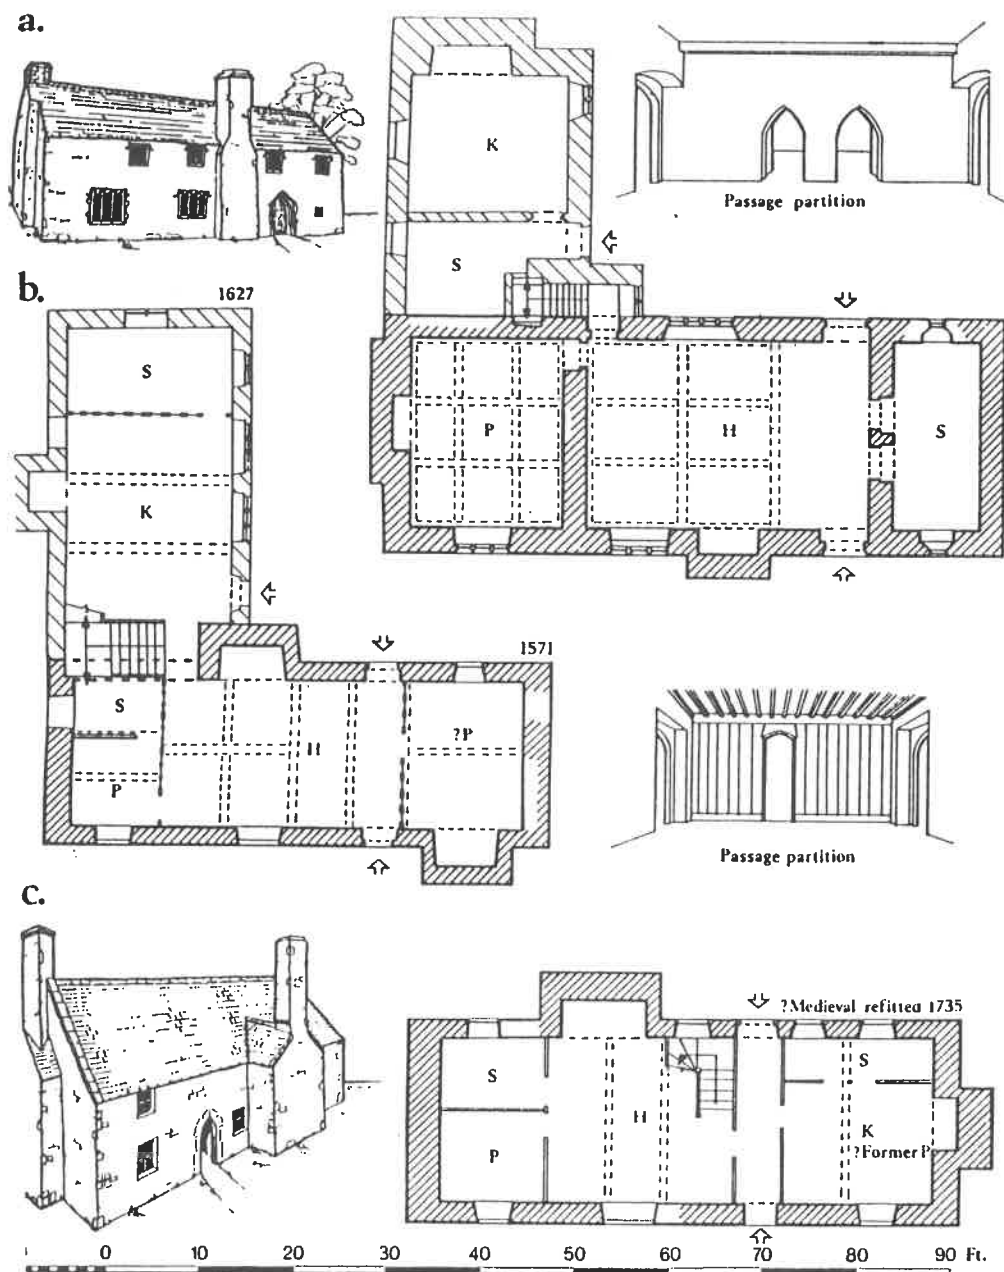 a.
K
Passage partition
S
b.
1627
S
P
H
S
K
1571
S
?P
H
P
Passage partition
c.
?Medieval refitted 1735
S
S
H
K
P
?Former P
0 10 20 30 40 50 60 70 80 90 Ft.